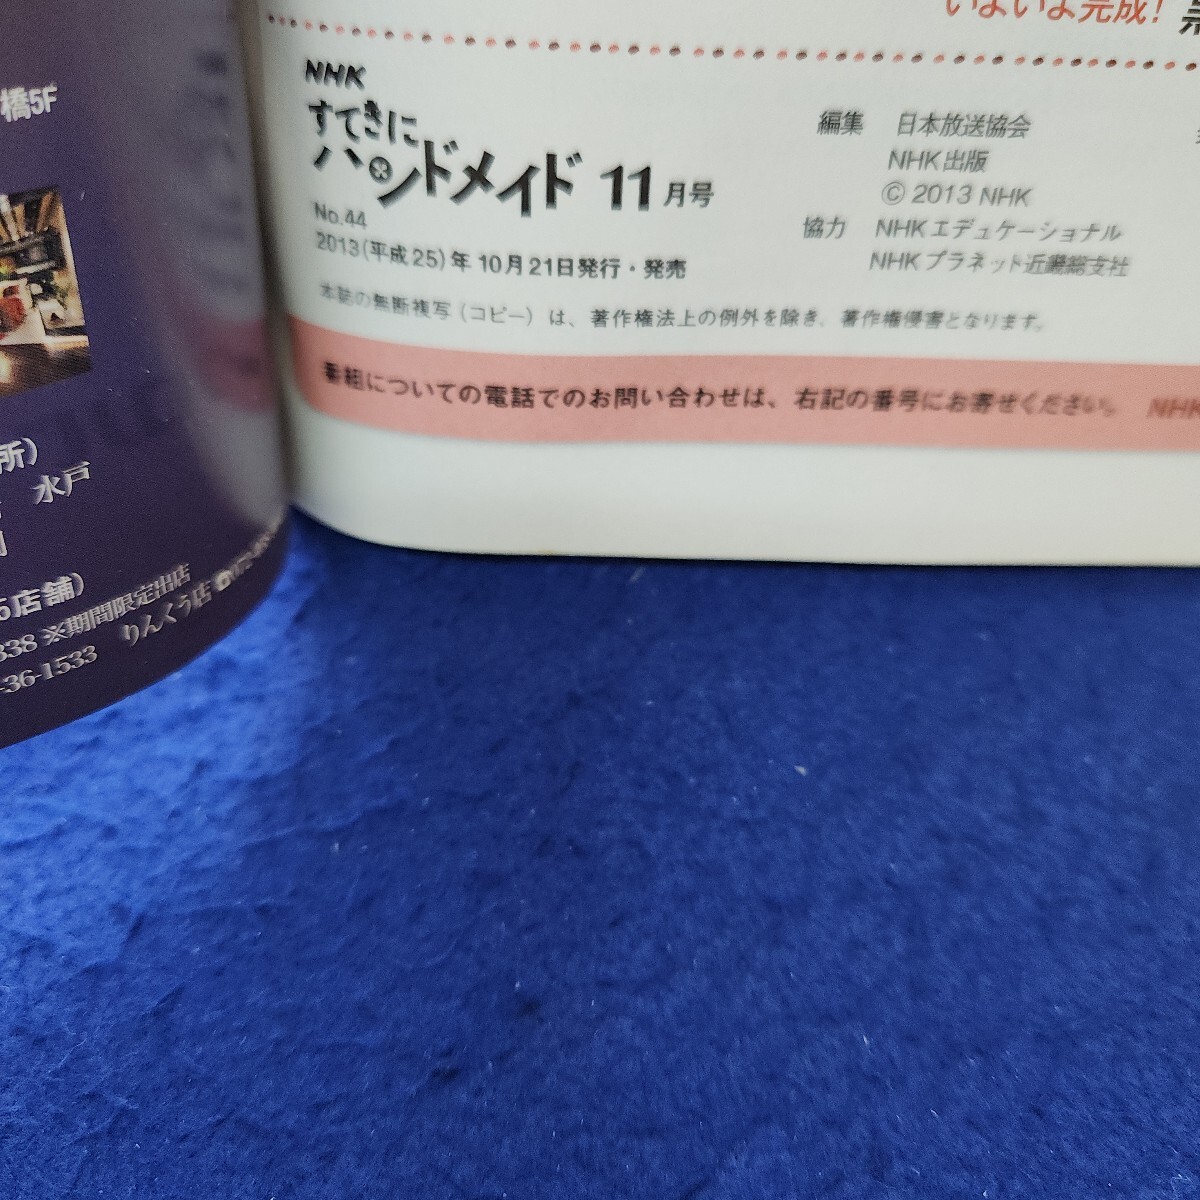 橋5F
所)
水戸
5店舗)
338 ※期間限定出店
-36-1533 りんくう店
いよいよ完成!
NHK
すてきに
ハンドメイド 11月号
No.44
2013(平成25)年 10月21日発行・発売
本誌の無断複写(コピー)は、著作権法上の例外を除き、著作権侵害となります。
編集 日本放送協会
NHK出版
© 2013 NHK
協力 NHKエデュケーショナル
NHKプラネット近畿総支社
番組についての電話でのお問い合わせは、右記の番号にお寄せください。 NHK